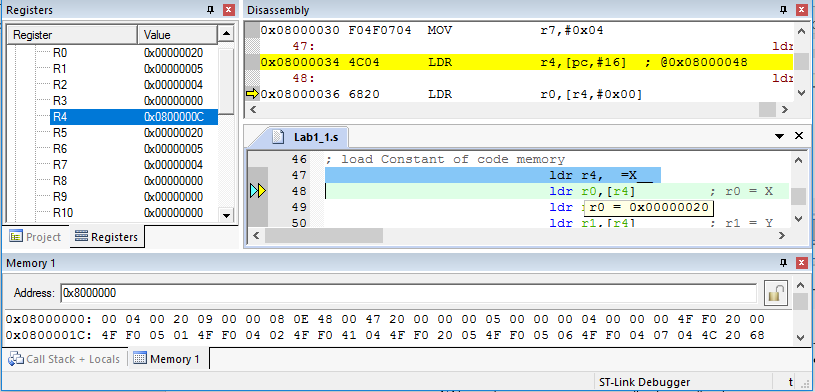 Registers
Register Value
R0 0x00000020
R1 0x00000005
R2 0x00000004
R3 0x00000000
R4 0x0800000C
R5 0x00000020
R6 0x00000005
R7 0x00000004
R8 0x00000000
R9 0x00000000
R10 0x00000000
Project Registers
Disassembly
0x08000030 F04F0704 MOV r7,#0x04
47: ldr
0x08000034 4C04 LDR r4,[pc,#16] ; @0x08000048
48: ldr
0x08000036 6820 LDR r0,[r4,#0x00]
Lab1_1.s
46 ; load Constant of code memory
47 ldr r4, =X__
48 ldr r0,[r4] ; r0 = X
49 ldr r0 = 0x00000020
50 ldr r1,[r4] ; r1 = Y
Memory 1
Address: 0x8000000
0x08000000: 00 04 00 20 09 00 00 08 0E 48 00 47 20 00 00 00 05 00 00 00 04 00 00 00 4F F0 20 00
0x0800001C: 4F F0 05 01 4F F0 04 02 4F F0 41 04 4F F0 20 05 4F F0 05 06 4F F0 04 07 04 4C 20 68
Call Stack + Locals Memory 1
ST-Link Debugger t